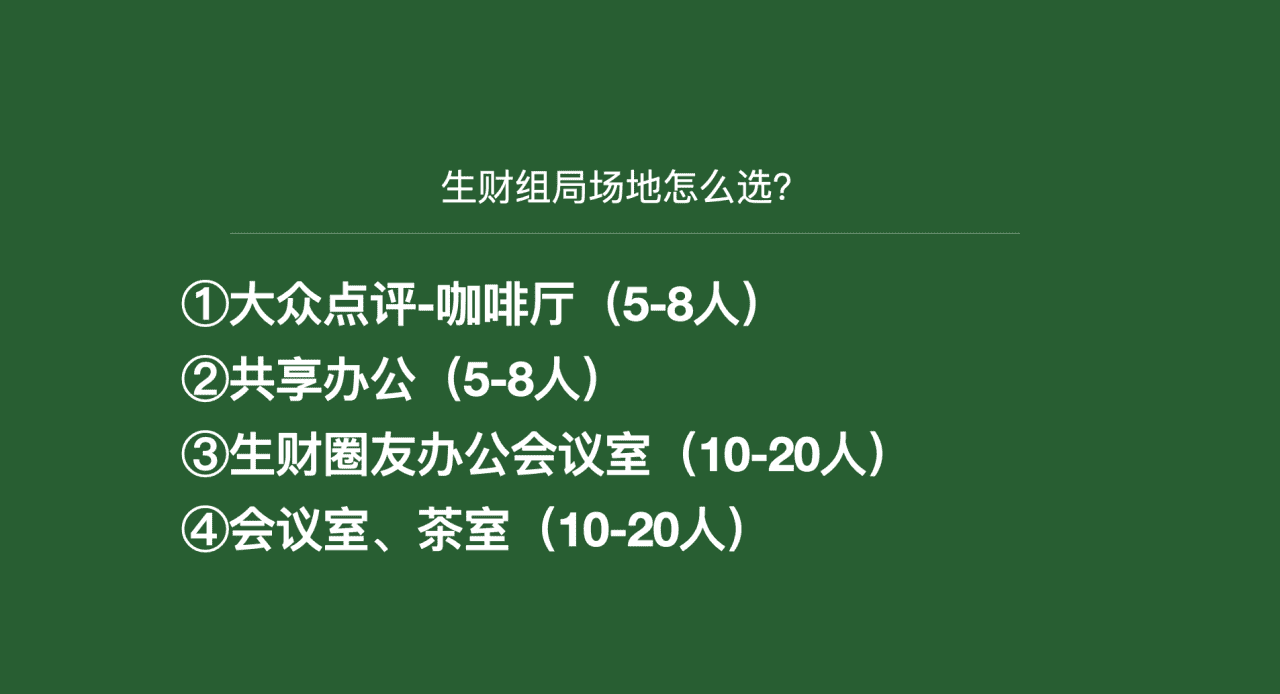 生财组局场地怎么选？
①大众点评-咖啡厅（5-8人）
②共享办公（5-8人）
③生财圈友办公会议室（10-20人）
④会议室、茶室（10-20人）